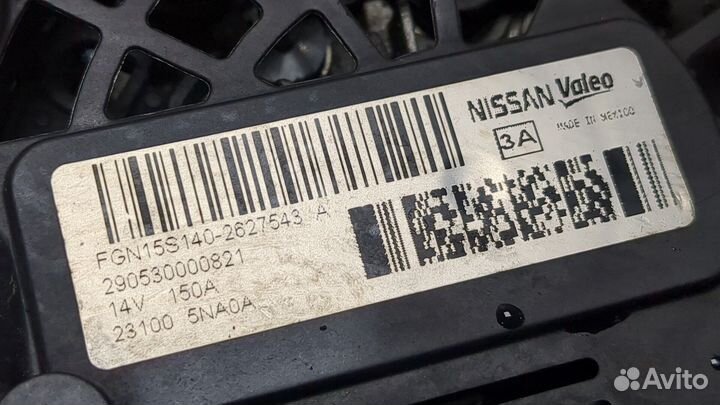 NISSAN Valeo
3A
MADE IN MEXICO
FGN15S140-2627543 A
290530000821
14V 150A
23100 5NA0A
Avito